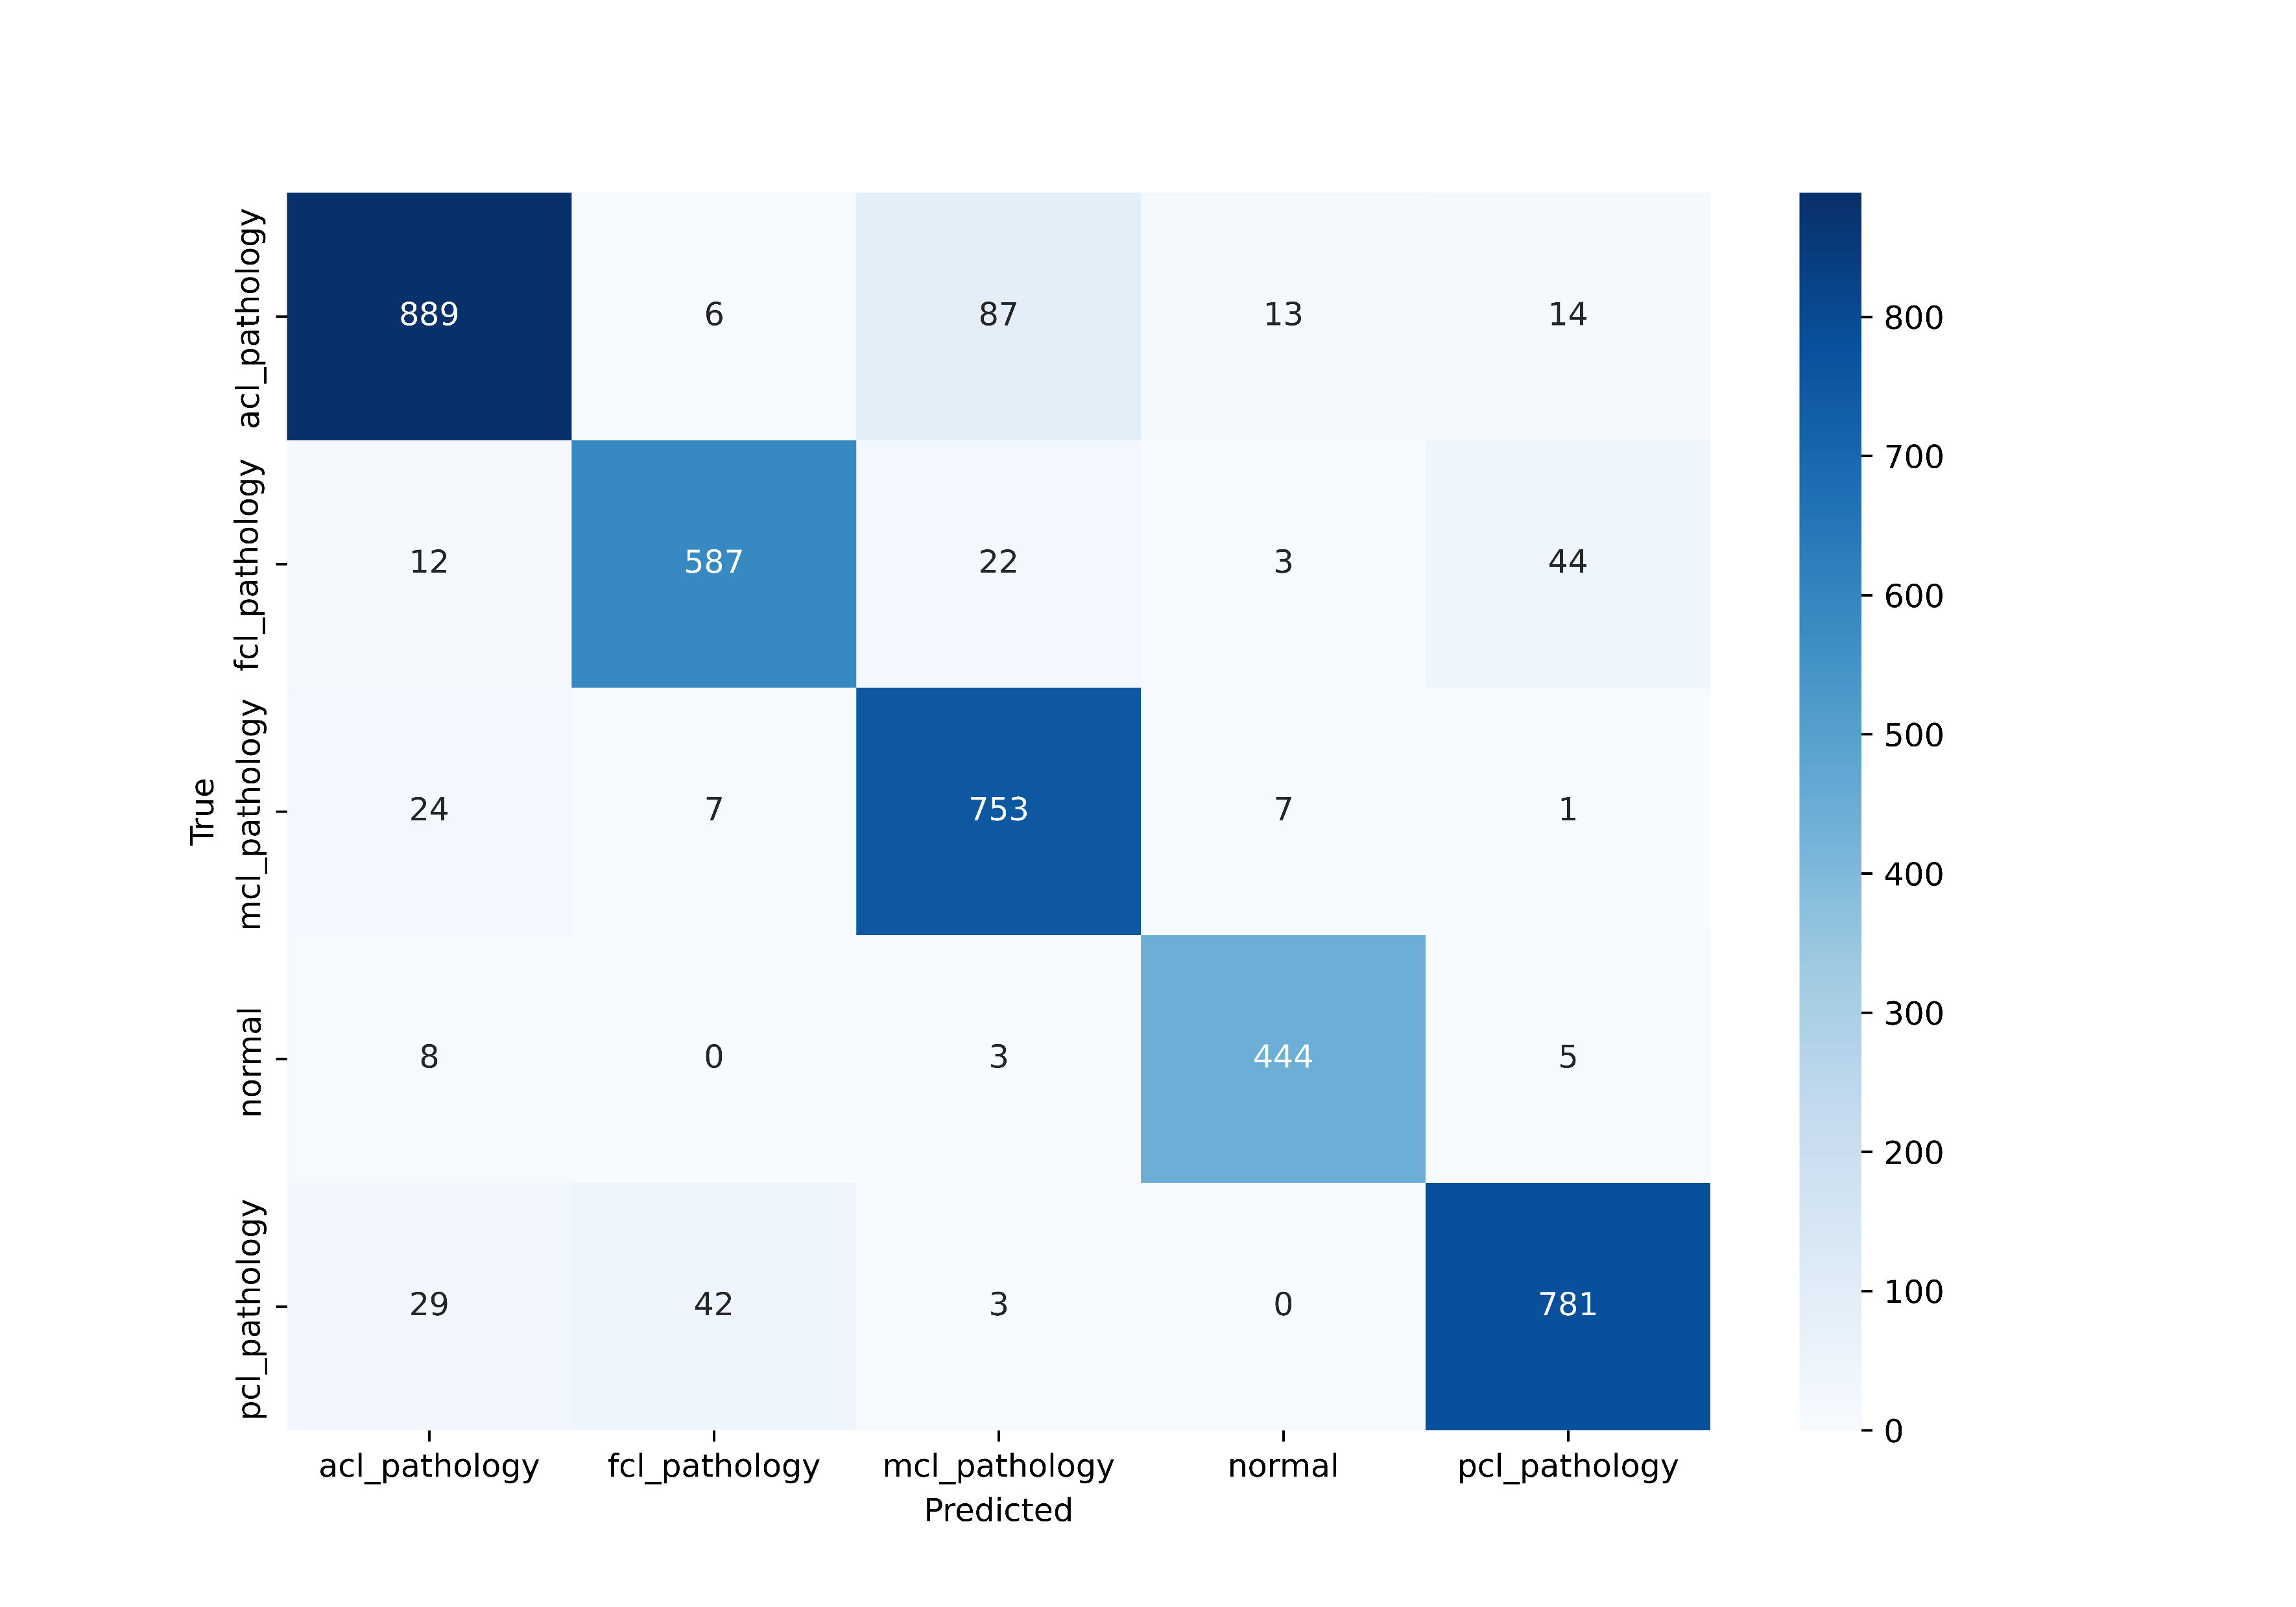 acl_pathology 889 6 87 13 14
fcl_pathology 12 587 22 3 44
mcl_pathology 24 7 753 7 1
normal 8 0 3 444 5
pcl_pathology 29 42 3 0 781
True
acl_pathology fcl_pathology mcl_pathology normal pcl_pathology
Predicted
800
700
600
500
400
300
200
100
0